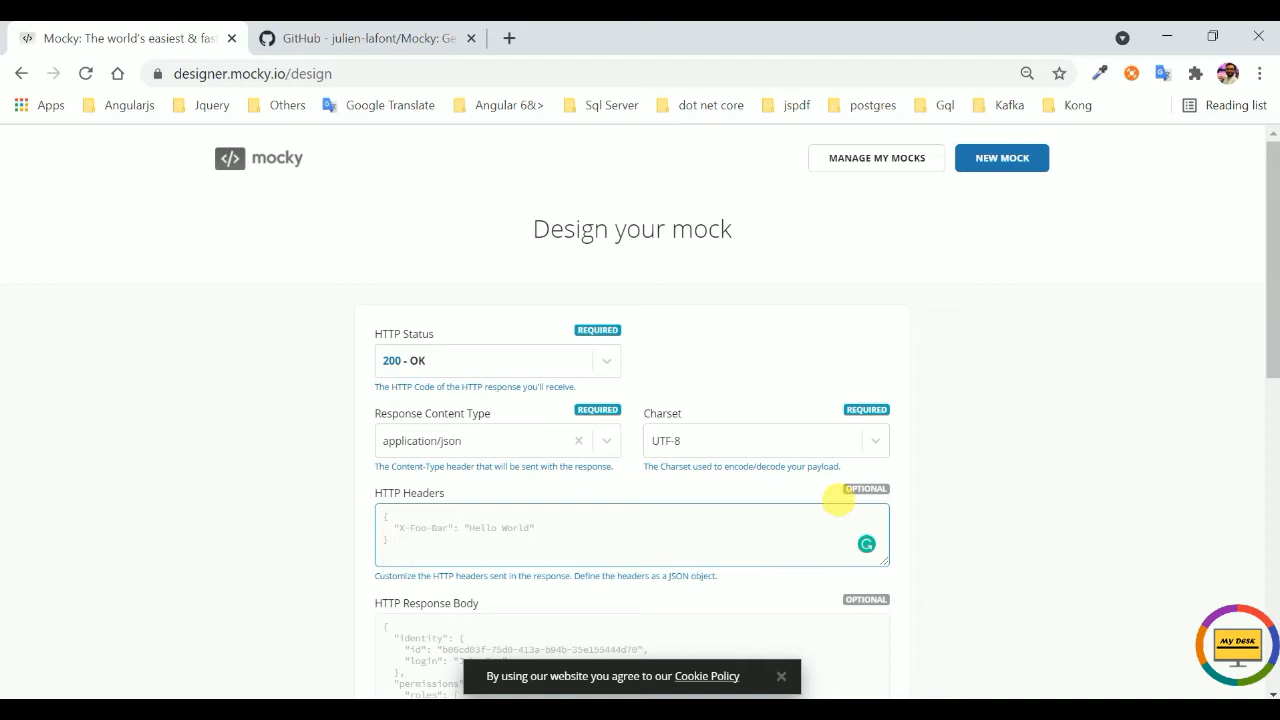 Mocky: The world's easiest & fas
GitHub - julien-lafont/Mocky: Ge
designer.mocky.io/design
Apps
Angularjs
Jquery
Others
Google Translate
Angular 6&>
Sql Server
dot net core
jspdf
postgres
Gql
Kafka
Kong
Reading list
</> mocky
MANAGE MY MOCKS
NEW MOCK
Design your mock
HTTP Status
REQUIRED
200 - OK
The HTTP Code of the HTTP response you'll receive.
Response Content Type
REQUIRED
Charset
REQUIRED
application/json
UTF-8
The Content-Type header that will be sent with the response.
The Charset used to encode/decode your payload.
HTTP Headers
OPTIONAL
{
"X-Foo-Bar": "Hello World"
}
Customize the HTTP headers sent in the response. Define the headers as a JSON object.
HTTP Response Body
OPTIONAL
{
"identity": {
"id": "b06cd03f-75d0-413a-b94b-35e155444d70",
"login":
},
"permissions"
"roles": [
By using our website you agree to our Cookie Policy
My Desk